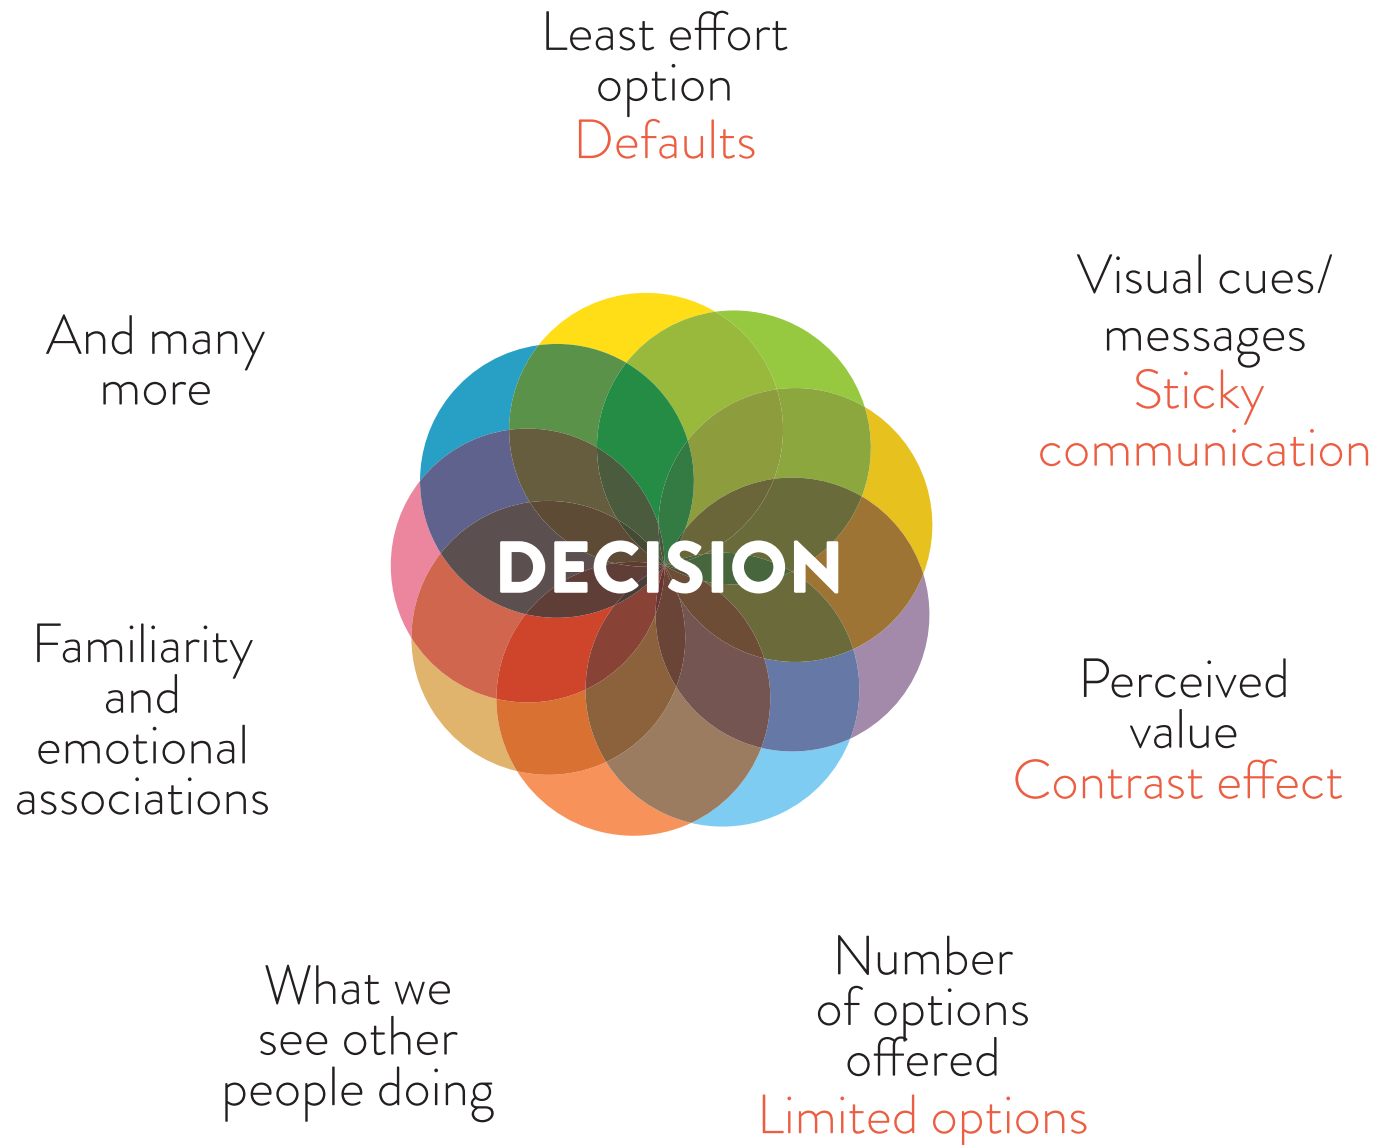 Least effort
option
Defaults
Visual cues/
messages
Sticky
communication
And many
more
DECISION
Familiarity
and
emotional
associations
Perceived
value
Contrast effect
What we
see other
people doing
Number
of options
offered
Limited options